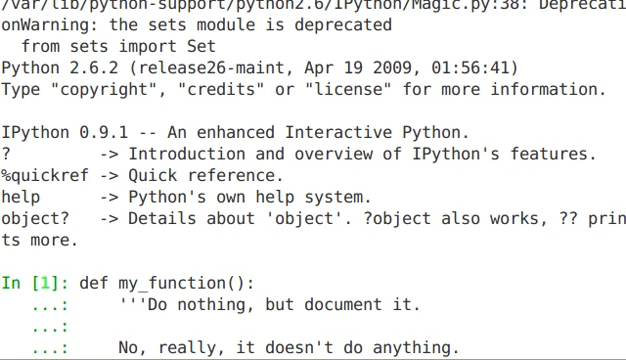 /var/lib/python-support/python2.6/IPython/Magic.py:38: Deprecati
onWarning: the sets module is deprecated
  from sets import Set
Python 2.6.2 (release26-maint, Apr 19 2009, 01:56:41)
Type "copyright", "credits" or "license" for more information.

IPython 0.9.1 -- An enhanced Interactive Python.
?         -> Introduction and overview of IPython's features.
%quickref -> Quick reference.
help      -> Python's own help system.
object?   -> Details about 'object'. ?object also works, ?? prin
ts more.

In [1]: def my_function():
   ...:     '''Do nothing, but document it.
   ...:
   ...:     No, really, it doesn't do anything.